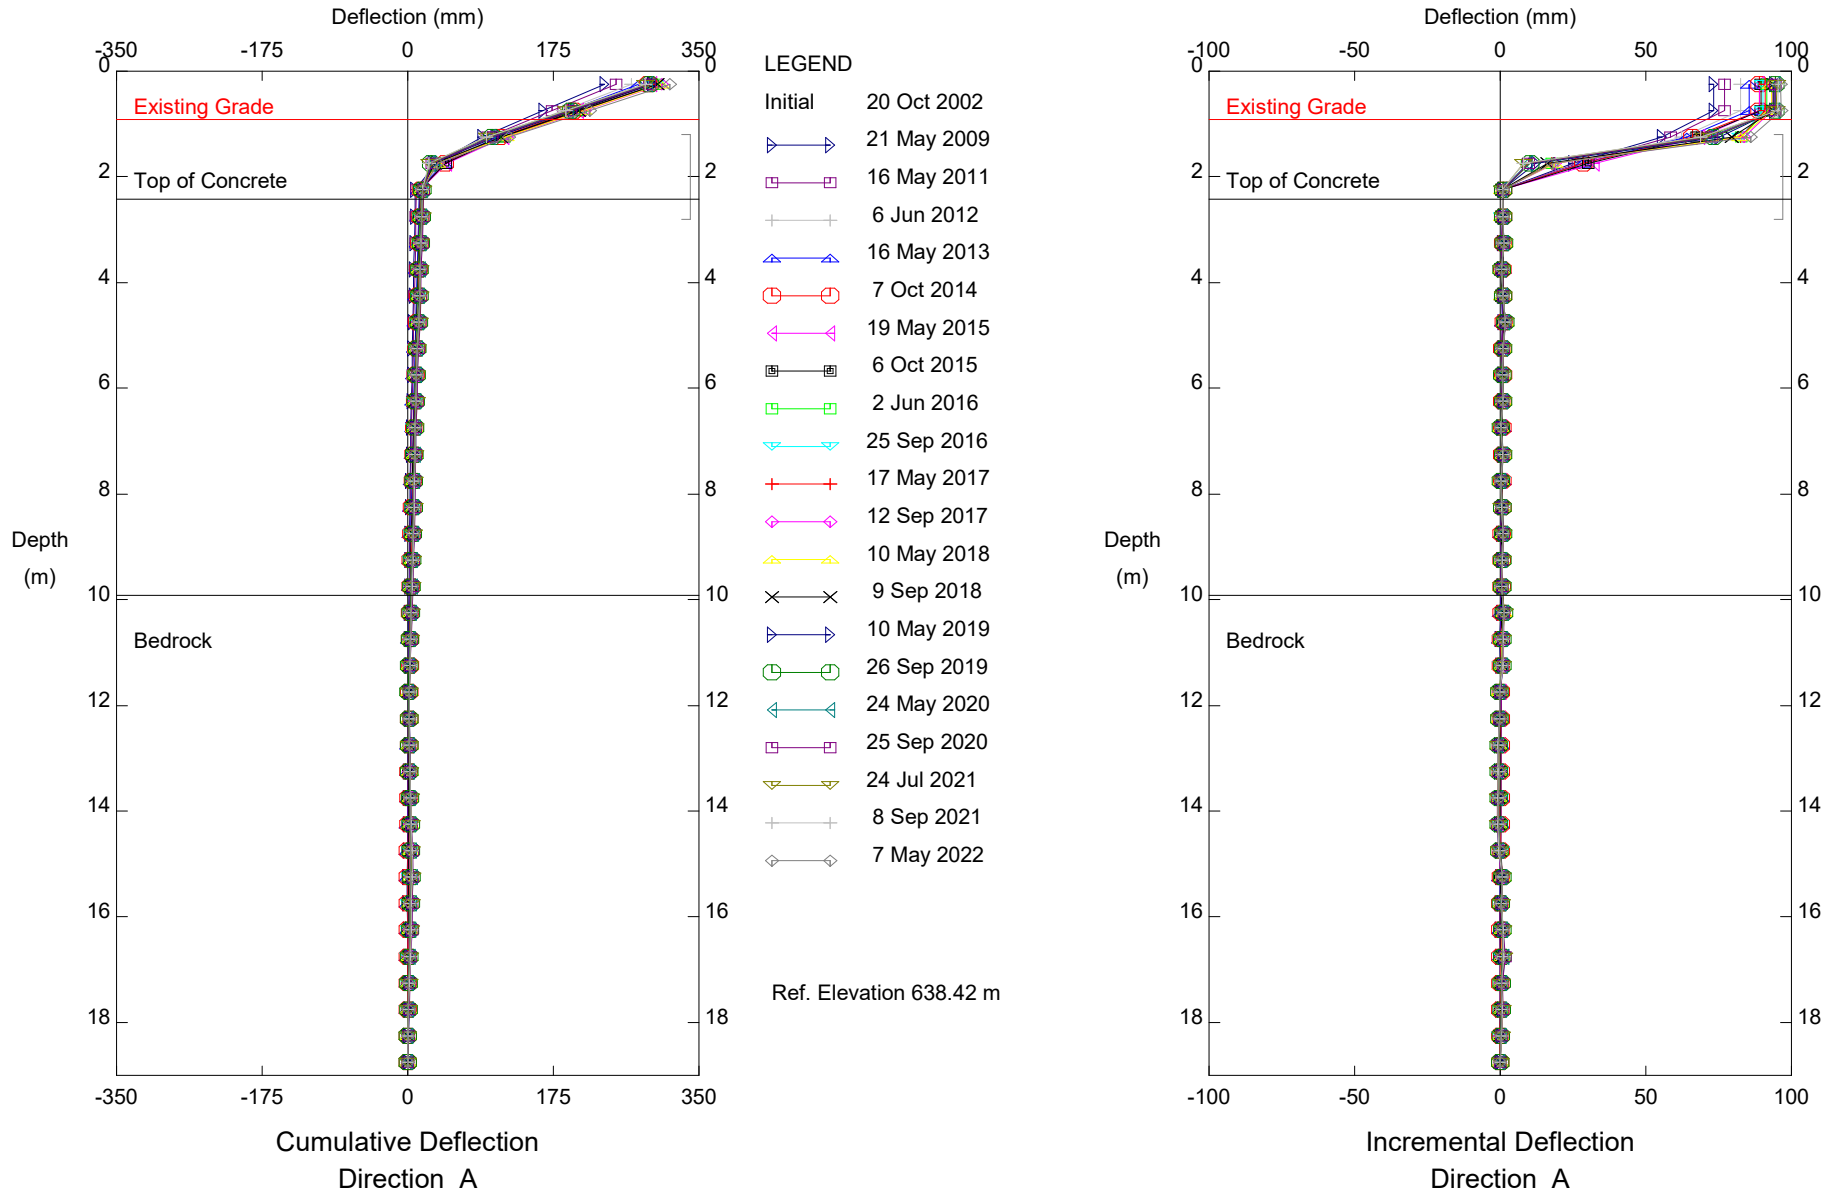 Deflection (mm)
-350 0 175 350
-175
0 0
Existing Grade
2 2
Top of Concrete
4 4
6 6
8 8
Depth
(m)
10 10
Bedrock
12 12
14 14
16 16
18 18
-350 -175 0 175 350
Cumulative Deflection
Direction A
LEGEND
Initial 20 Oct 2002
21 May 2009
16 May 2011
6 Jun 2012
16 May 2013
7 Oct 2014
19 May 2015
6 Oct 2015
2 Jun 2016
25 Sep 2016
17 May 2017
12 Sep 2017
10 May 2018
9 Sep 2018
10 May 2019
26 Sep 2019
24 May 2020
25 Sep 2020
24 Jul 2021
8 Sep 2021
7 May 2022
Ref. Elevation 638.42 m
Deflection (mm)
-100 -50 0 50 100
0 0
Existing Grade
2 2
Top of Concrete
4 4
6 6
8 8
Depth
(m)
10 10
Bedrock
12 12
14 14
16 16
18 18
-100 -50 0 50 100
Incremental Deflection
Direction A